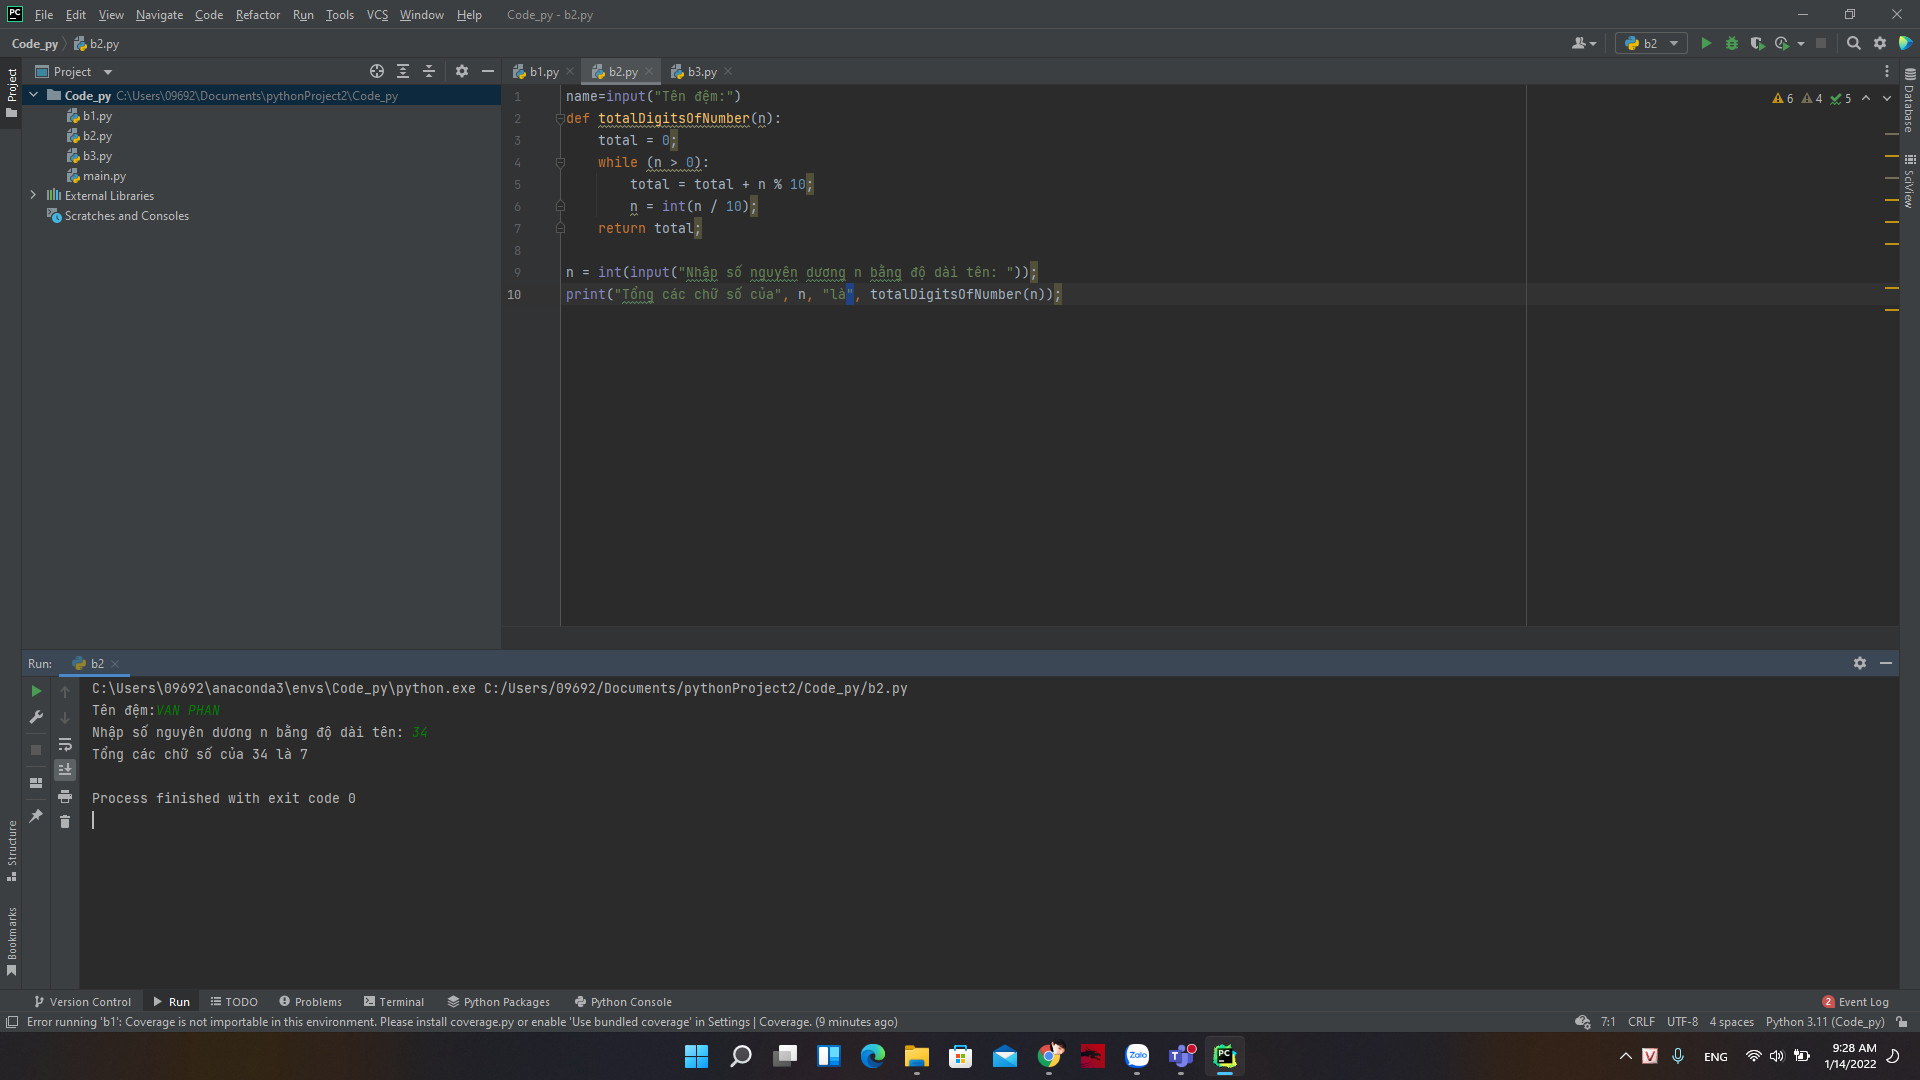 PC File Edit View Navigate Code Refactor Run Tools VCS Window Help Code_py - b2.py
Code_py b2.py b2
Project b1.py b2.py b3.py
Code_py C:\Users\09692\Documents\pythonProject2\Code_py
b1.py
b2.py
b3.py
main.py
External Libraries
Scratches and Consoles
Project
Structure
Bookmarks
1 name=input("Tên đệm:")
2 def totalDigitsOfNumber(n):
3 total = 0;
4 while (n > 0):
5 total = total + n % 10;
6 n = int(n / 10);
7 return total;
8
9 n = int(input("Nhập số nguyên dương n bằng độ dài tên: "));
10 print("Tổng các chữ số của", n, "là", totalDigitsOfNumber(n));
6 4 5
Database
SciView
Run: b2
C:\Users\09692\anaconda3\envs\Code_py\python.exe C:/Users/09692/Documents/pythonProject2/Code_py/b2.py
Tên đệm:VAN PHAN
Nhập số nguyên dương n bằng độ dài tên: 34
Tổng các chữ số của 34 là 7
Process finished with exit code 0
Version Control Run TODO Problems Terminal Python Packages Python Console 2 Event Log
Error running 'b1': Coverage is not importable in this environment. Please install coverage.py or enable 'Use bundled coverage' in Settings | Coverage. (9 minutes ago) 7:1 CRLF UTF-8 4 spaces Python 3.11 (Code_py)
Zalo PC V ENG 9:28 AM
1/14/2022